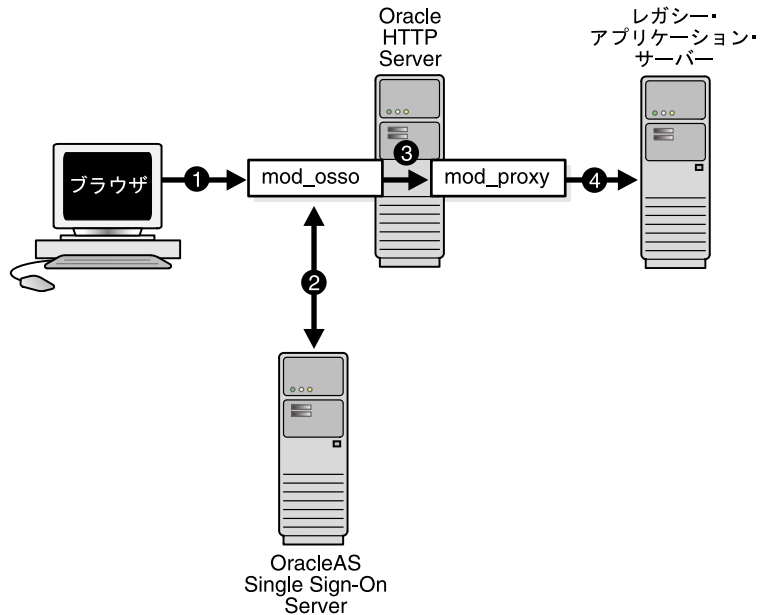 Oracle
HTTP
Server
レガシー・
アプリケーション・
サーバー
ブラウザ
1
mod_osso
3
mod_proxy
4
2
OracleAS
Single Sign-On
Server